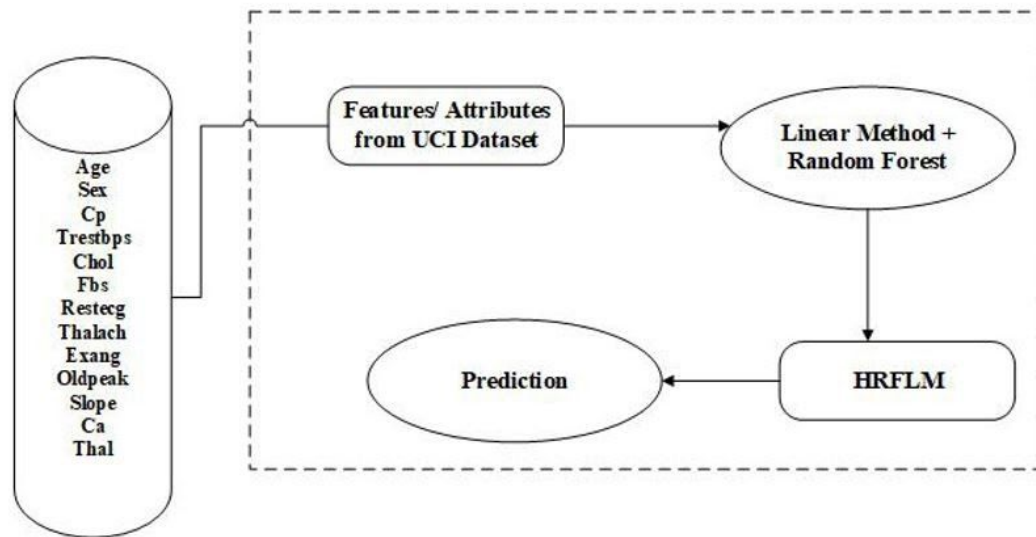 Age
Sex
Cp
Trestbps
Chol
Fbs
Restecg
Thalach
Exang
Oldpeak
Slope
Ca
Thal
Features/ Attributes
from UCI Dataset
Linear Method +
Random Forest
HRFLM
Prediction